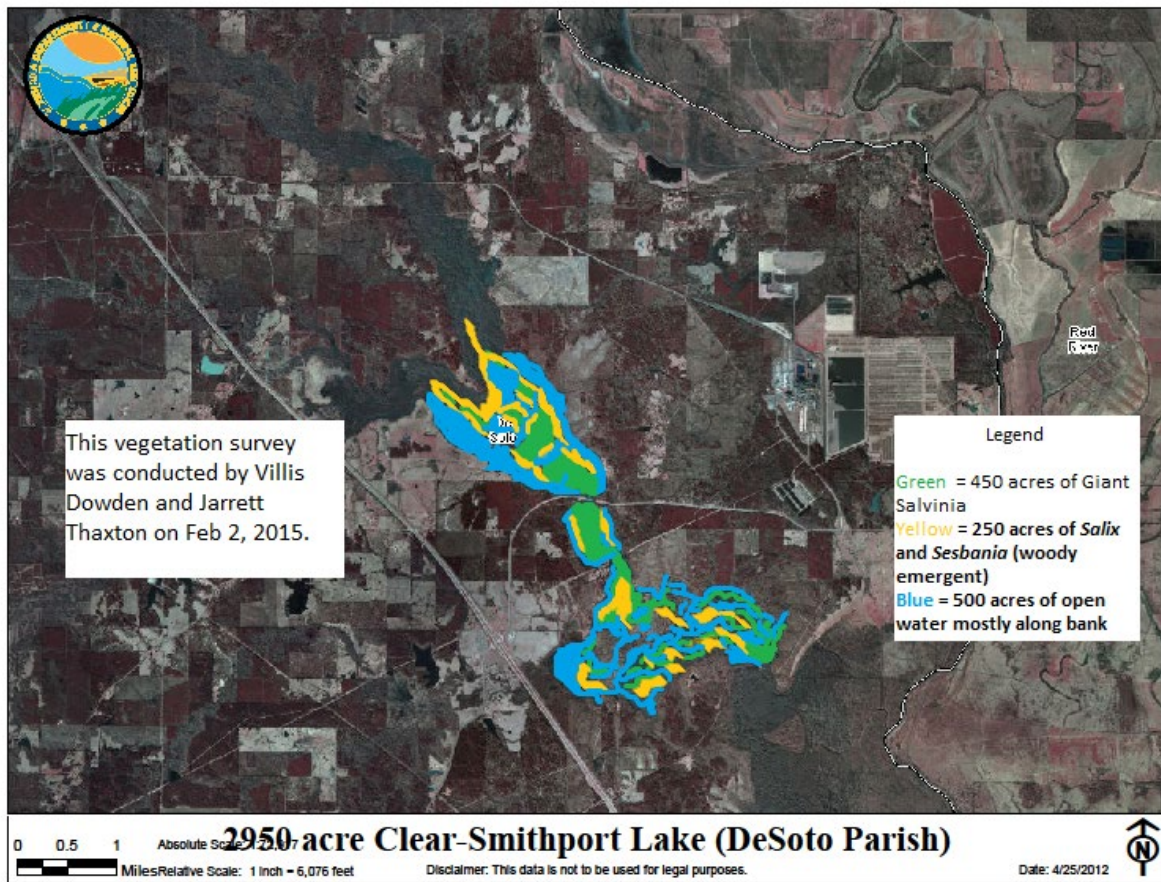 This vegetation survey
was conducted by Villis
Dowden and Jarrett
Thaxton on Feb 2, 2015.
Red
River
De
Soto
Legend
Green = 450 acres of Giant
Salvinia
Yellow = 250 acres of Salix
and Sesbania (woody
emergent)
Blue = 500 acres of open
water mostly along bank
2950 acre Clear-Smithport Lake (DeSoto Parish)
0 0.5 1
Miles
Absolute Scale:
Relative Scale: 1 inch = 6,076 feet
Disclaimer: This data is not to be used for legal purposes.
Date: 4/25/2012
N